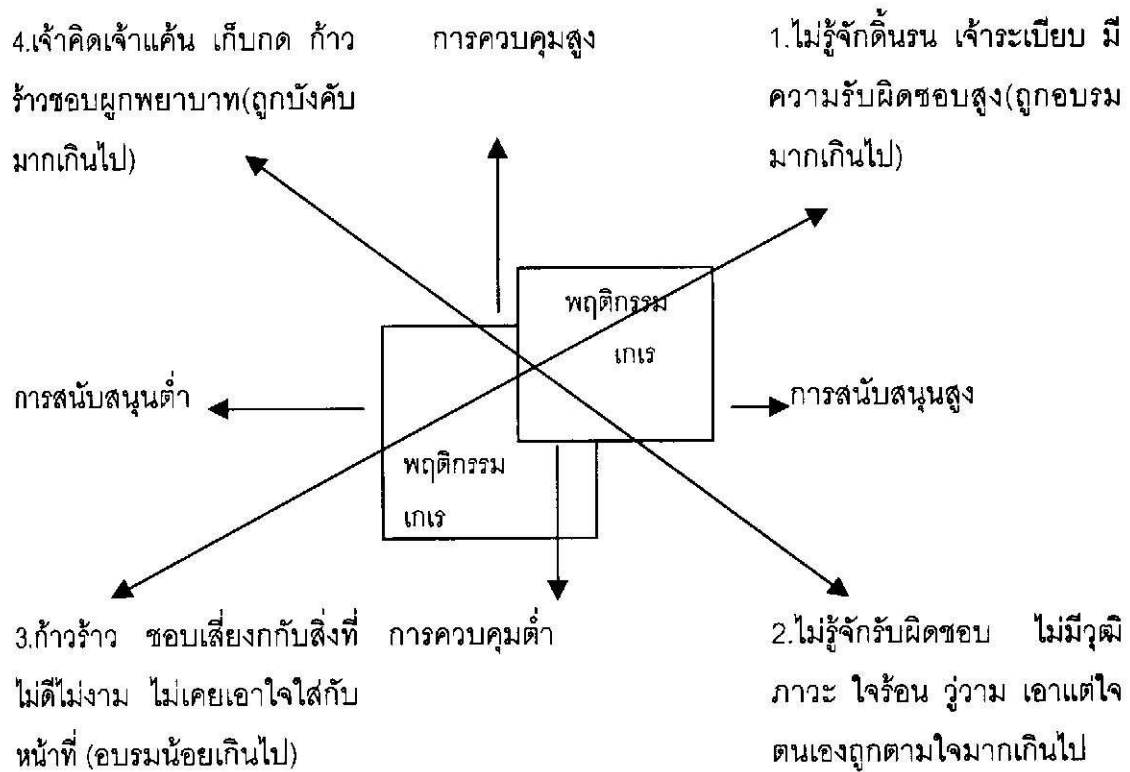 4.เจ้าคิดเจ้าแค้น เก็บกด ก้าว
ร้าวชอบผูกพยาบาท(ถูกบังคับ
มากเกินไป)
การควบคุมสูง
1.ไม่รู้จักดิ้นรน เจ้าระเบียบ มี
ความรับผิดชอบสูง(ถูกอบรม
มากเกินไป)
พฤติกรรม
เกเร
การสนับสนุนต่ำ
การสนับสนุนสูง
พฤติกรรม
เกเร
3.ก้าวร้าว ชอบเสี่ยงกกับสิ่งที่
ไม่ดีไม่งาม ไม่เคยเอาใจใส่กับ
หน้าที่ (อบรมน้อยเกินไป)
การควบคุมต่ำ
2.ไม่รู้จักรับผิดชอบ ไม่มีวุฒิ
ภาวะ ใจร้อน วู่วาม เอาแต่ใจ
ตนเองถูกตามใจมากเกินไป